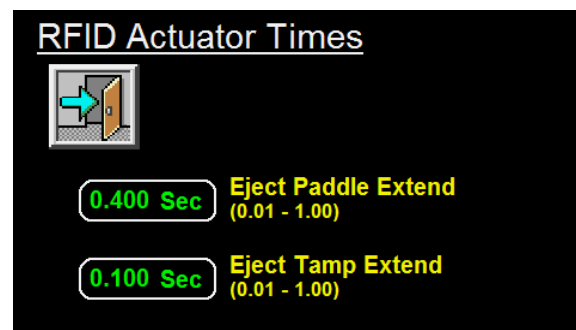 RFID Actuator Times
0.400 Sec Eject Paddle Extend
(0.01 - 1.00)
0.100 Sec Eject Tamp Extend
(0.01 - 1.00)